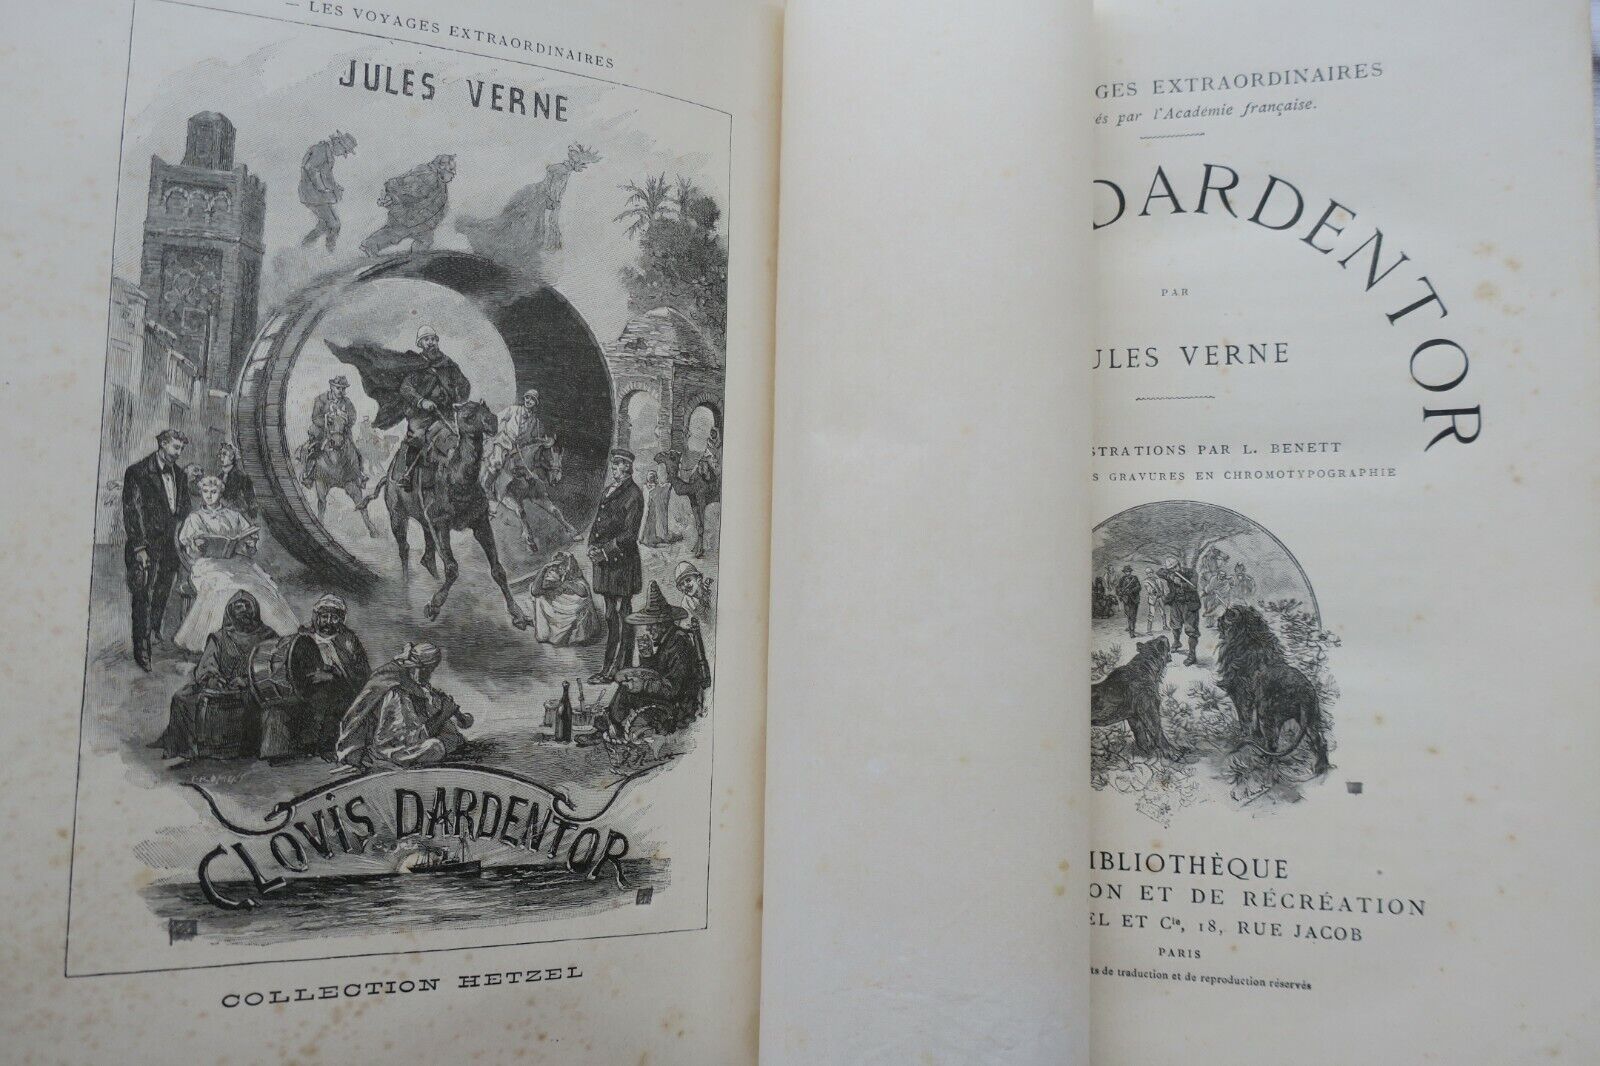 — LES VOYAGES EXTRAORDINAIRES
JULES VERNE
CLOVIS DARDENTOR
COLLECTION HETZEL
GES EXTRAORDINAIRES
és par l'Académie française.
DARDENTOR
PAR
ULES VERNE
STRATIONS PAR L. BENETT
S GRAVURES EN CHROMOTYPOGRAPHIE
IBLIOTHÈQUE
ON ET DE RÉCRÉATION
EL ET Cie, 18, RUE JACOB
PARIS
ts de traduction et de reproduction réservés